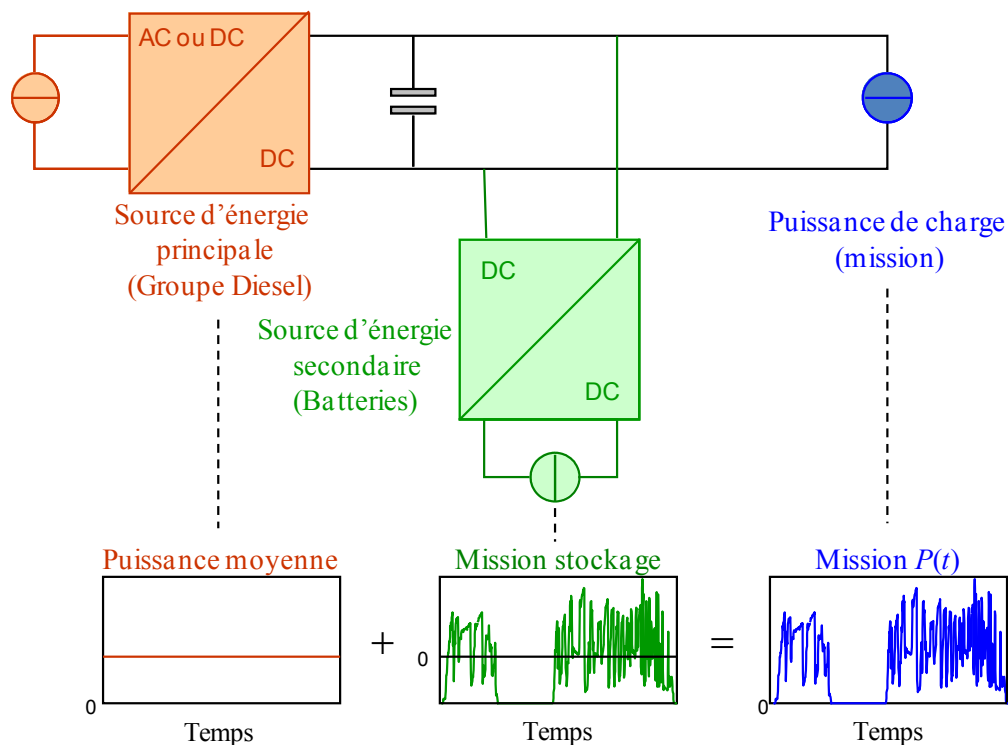 AC ou DC
DC
Source d'énergie
principale
(Groupe Diesel)
Puissance de charge
(mission)
DC
DC
Source d'énergie
secondaire
(Batteries)
Puissance moyenne
Mission stockage
Mission P(t)
+
=
0
0
0
Temps
Temps
Temps